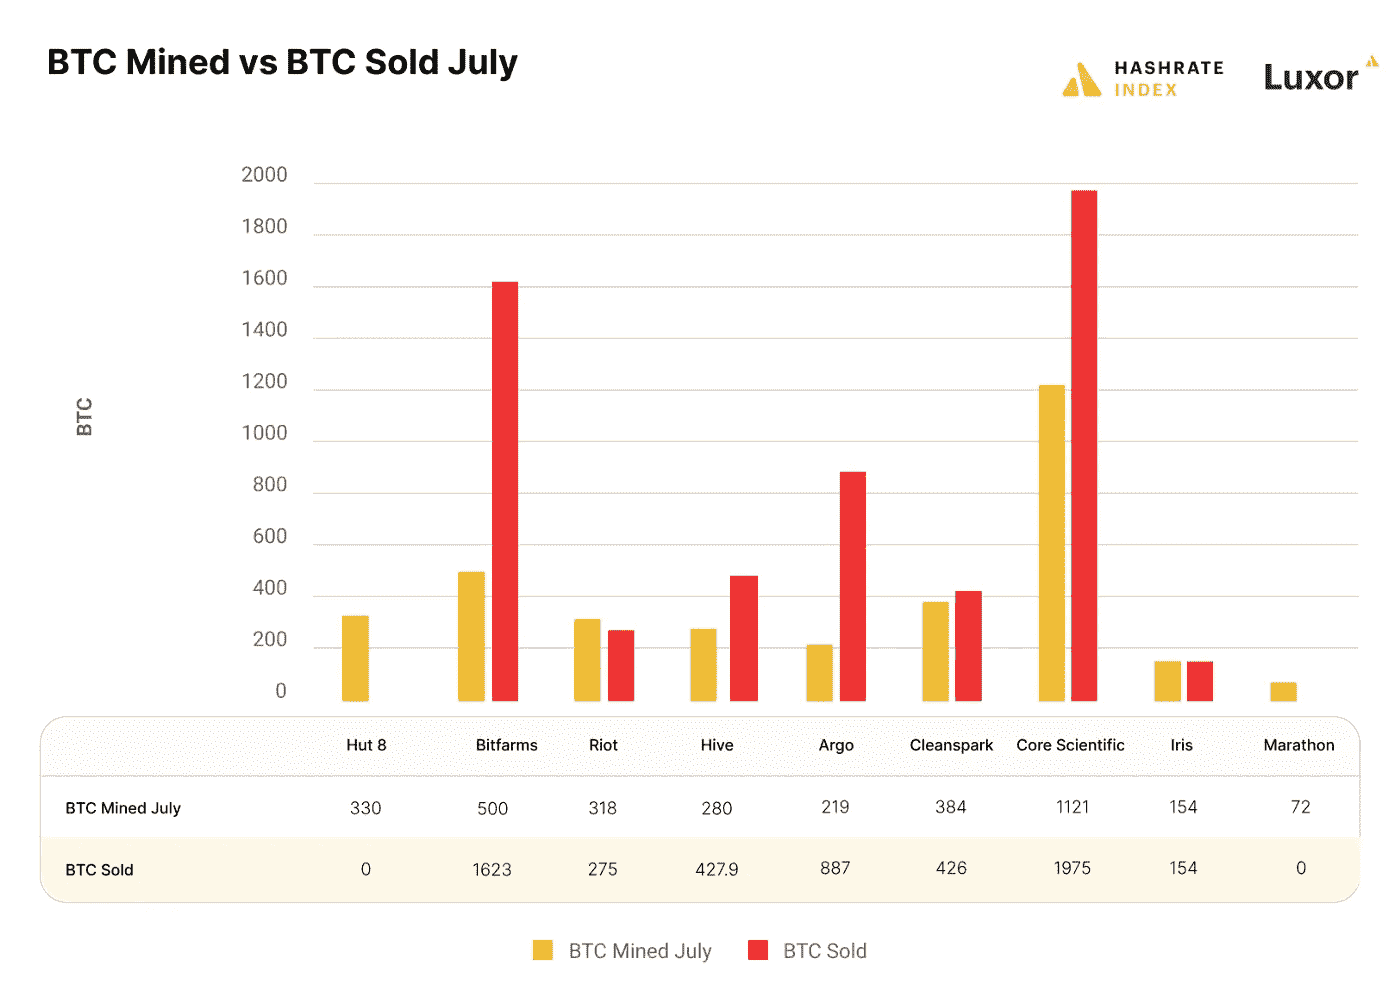 BTC Mined vs BTC Sold July
HASHRATE
INDEX
Luxor
2000
1800
1600
1400
1200
1000
800
600
400
200
0
BTC
Hut 8 Bitfarms Riot Hive Argo Cleanspark Core Scientific Iris Marathon
BTC Mined July 330 500 318 280 219 384 1121 154 72
BTC Sold 0 1623 275 427.9 887 426 1975 154 0
BTC Mined July BTC Sold